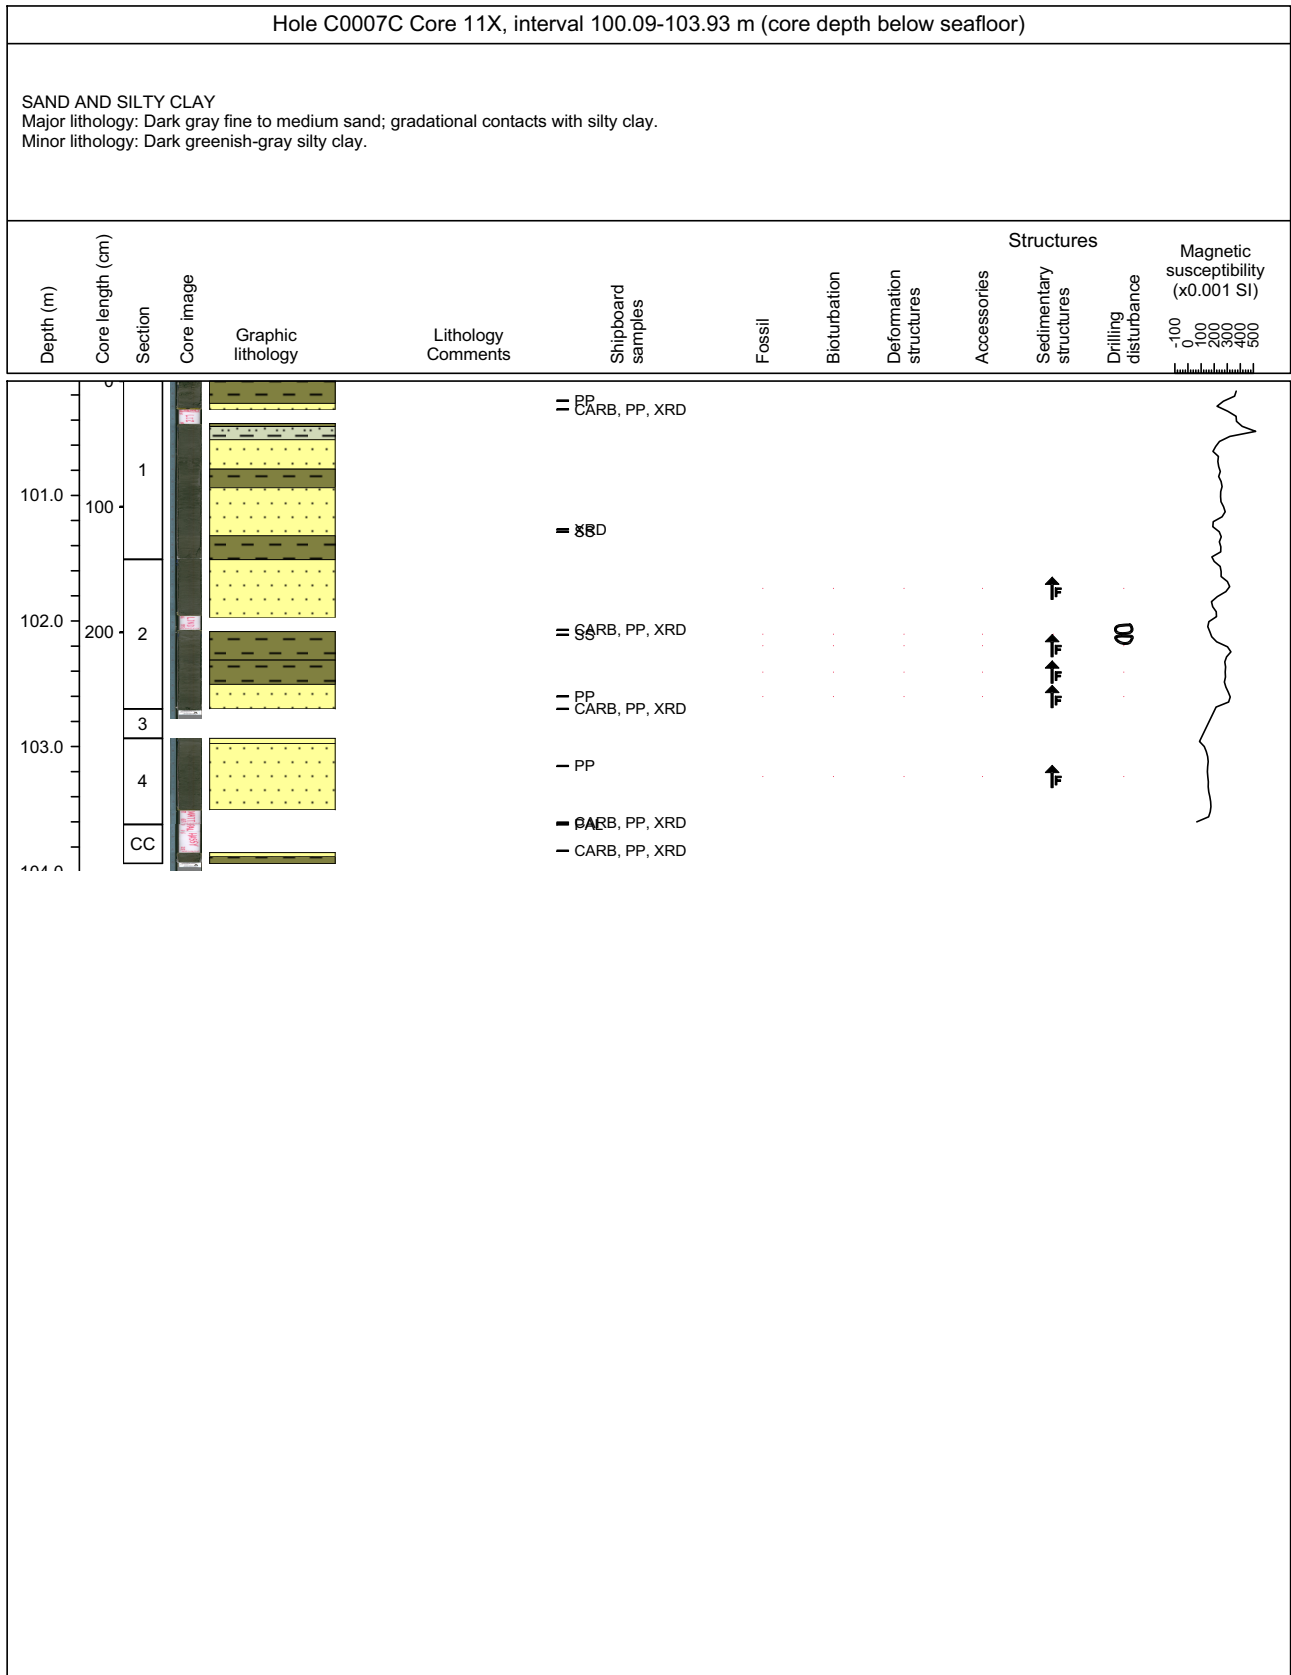 Hole C0007C Core 11X, interval 100.09-103.93 m (core depth below seafloor)
SAND AND SILTY CLAY
Major lithology: Dark gray fine to medium sand; gradational contacts with silty clay.
Minor lithology: Dark greenish-gray silty clay.
Depth (m)
Core length (cm)
Section
Core image
Graphic
lithology
Lithology
Comments
Shipboard
samples
Fossil
Bioturbation
Deformation
structures
Accessories
Structures
Sedimentary
structures
Drilling
disturbance
Magnetic
susceptibility
(x0.001 SI)
-100
0
100
200
300
400
500
0
PP
CARB, PP, XRD
1
101.0
100
XRD
SS
F
102.0
200
2
CARB, PP, XRD
SS
F
F
F
PP
CARB, PP, XRD
3
103.0
PP
4
F
CARB, PP, XRD
PAL
CC
CARB, PP, XRD
104.0